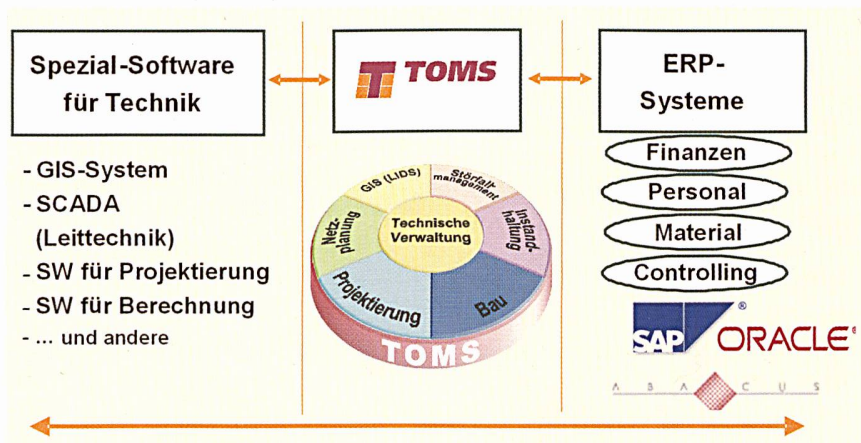 Spezial-Software
für Technik
- GIS-System
- SCADA
(Leittechnik)
- SW für Projektierung
- SW für Berechnung
- ... und andere
TOMS
GIS (LIDS)
Störfall-
management
Instand-
haltung
Bau
Projektierung
Netz-
planung
Technische
Verwaltung
TOMS
ERP-
Systeme
Finanzen
Personal
Material
Controlling
SAP®
ORACLE®
ABACUS